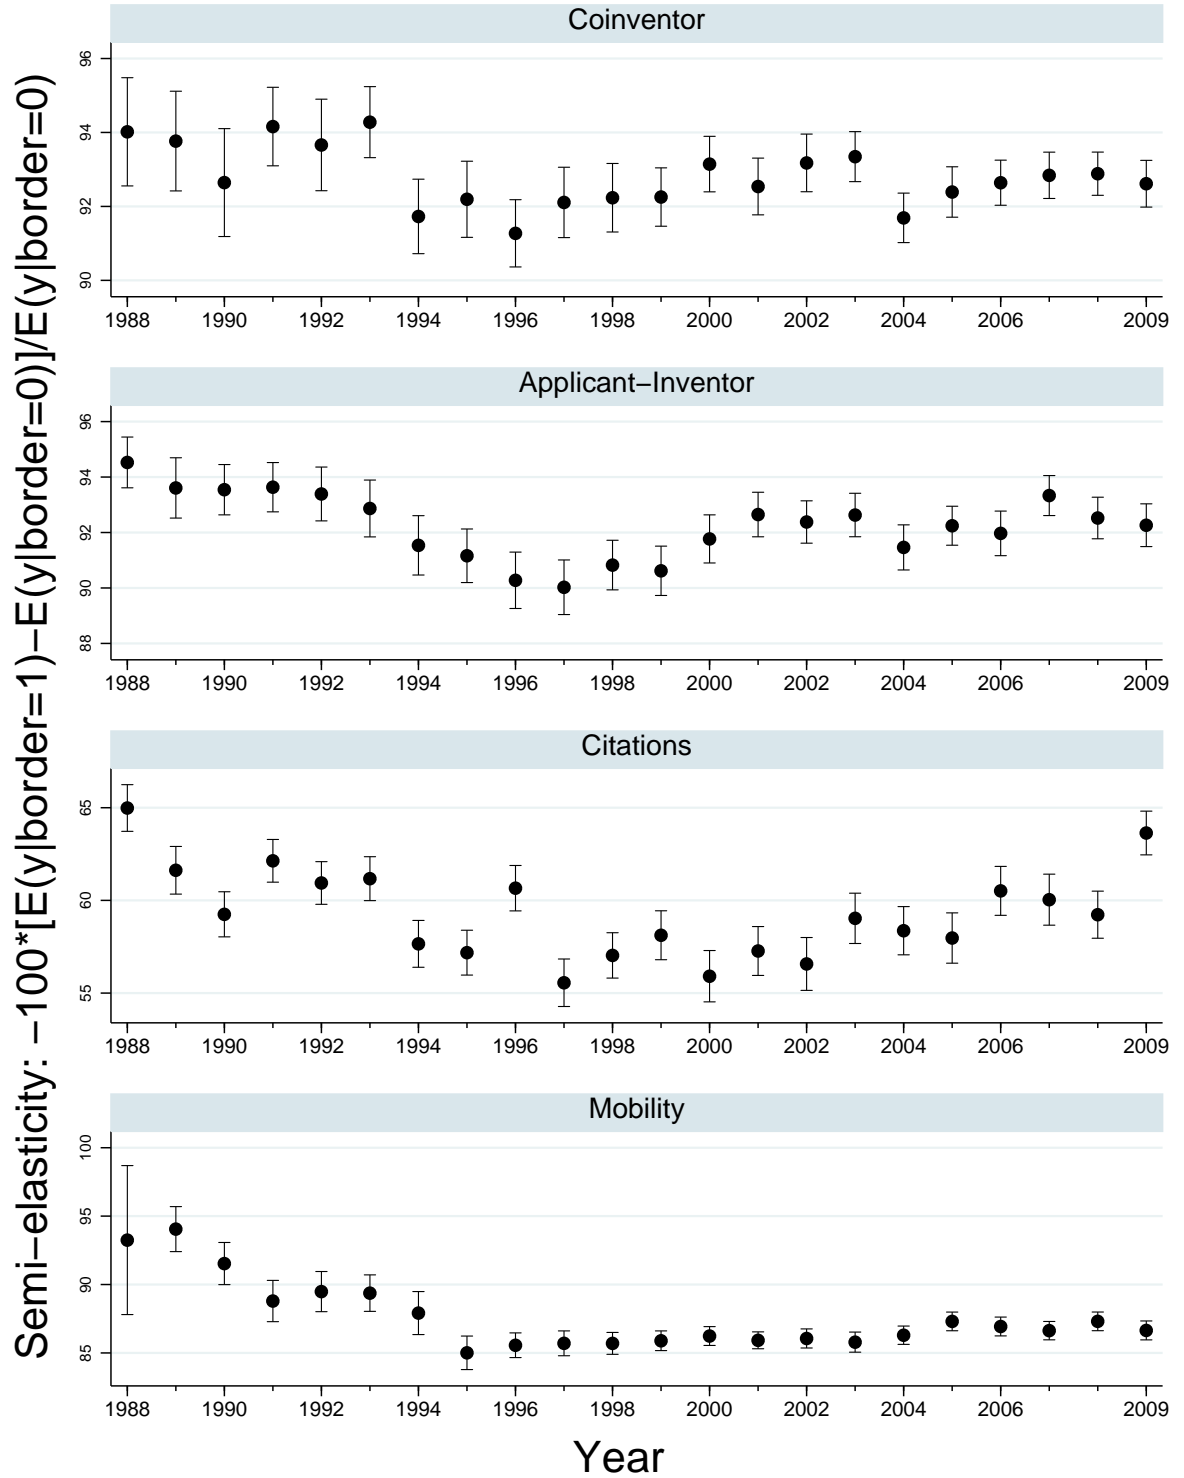 Semi−elasticity: −100*[E(y|border=1)−E(y|border=0)]/E(y|border=0)
Coinventor
96
94
92
90
1988 1990 1992 1994 1996 1998 2000 2002 2004 2006 2009
Applicant−Inventor
96
94
92
90
88
1988 1990 1992 1994 1996 1998 2000 2002 2004 2006 2009
Citations
65
60
55
1988 1990 1992 1994 1996 1998 2000 2002 2004 2006 2009
Mobility
100
95
90
85
1988 1990 1992 1994 1996 1998 2000 2002 2004 2006 2009
Year